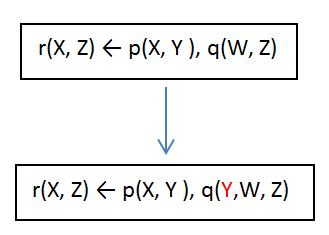 r(X, Z) ← p(X, Y ), q(W, Z)
r(X, Z) ← p(X, Y ), q(Y,W, Z)